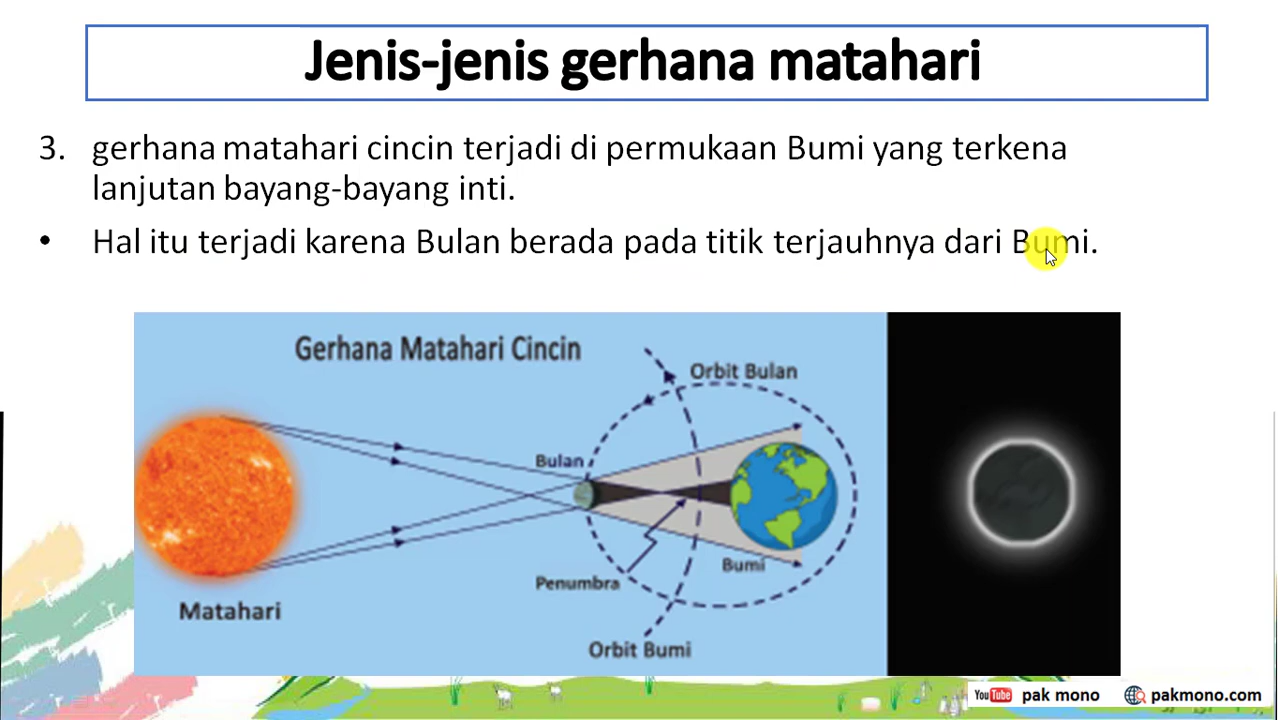 Jenis-jenis gerhana matahari
3. gerhana matahari cincin terjadi di permukaan Bumi yang terkena
lanjutan bayang-bayang inti.
• Hal itu terjadi karena Bulan berada pada titik terjauhnya dari Bumi.
Gerhana Matahari Cincin
Orbit Bulan
Bulan
Bumi
Penumbra
Matahari
Orbit Bumi
YouTube pak mono pakmono.com